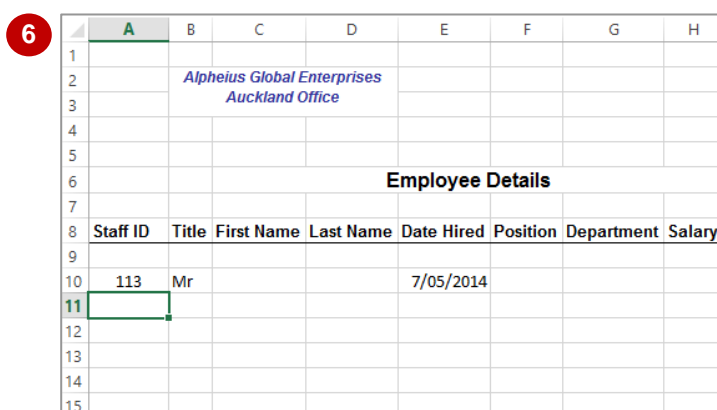 6
A B C D E F G H
1
2 Alpheius Global Enterprises
3 Auckland Office
4
5
6 Employee Details
7
8 Staff ID Title First Name Last Name Date Hired Position Department Salary
9
10 113 Mr 7/05/2014
11
12
13
14
15